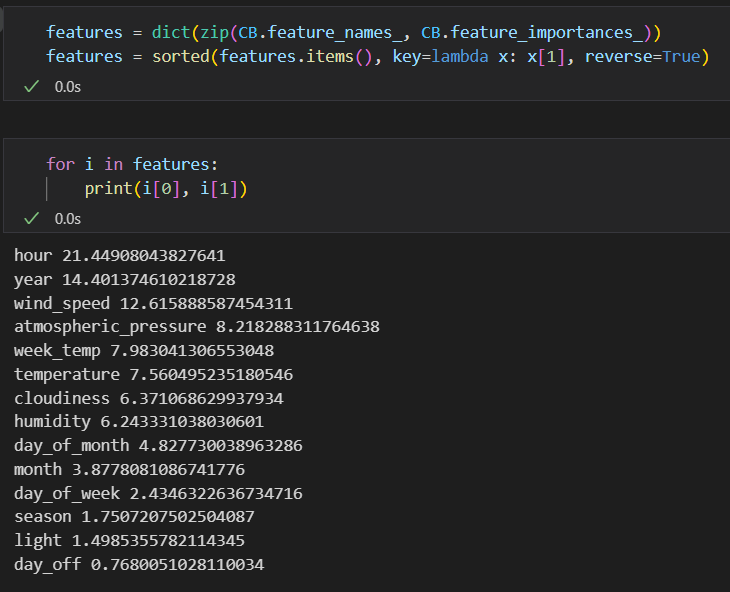 features = dict(zip(CB.feature_names_, CB.feature_importances_))
features = sorted(features.items(), key=lambda x: x[1], reverse=True)
✓ 0.0s
for i in features:
    print(i[0], i[1])
✓ 0.0s
hour 21.44908043827641
year 14.401374610218728
wind_speed 12.615888587454311
atmospheric_pressure 8.218288311764638
week_temp 7.983041306553048
temperature 7.560495235180546
cloudiness 6.371068629937934
humidity 6.243331038030601
day_of_month 4.827730038963286
month 3.8778081086741776
day_of_week 2.4346322636734716
season 1.7507207502504087
light 1.4985355782114345
day_off 0.7680051028110034